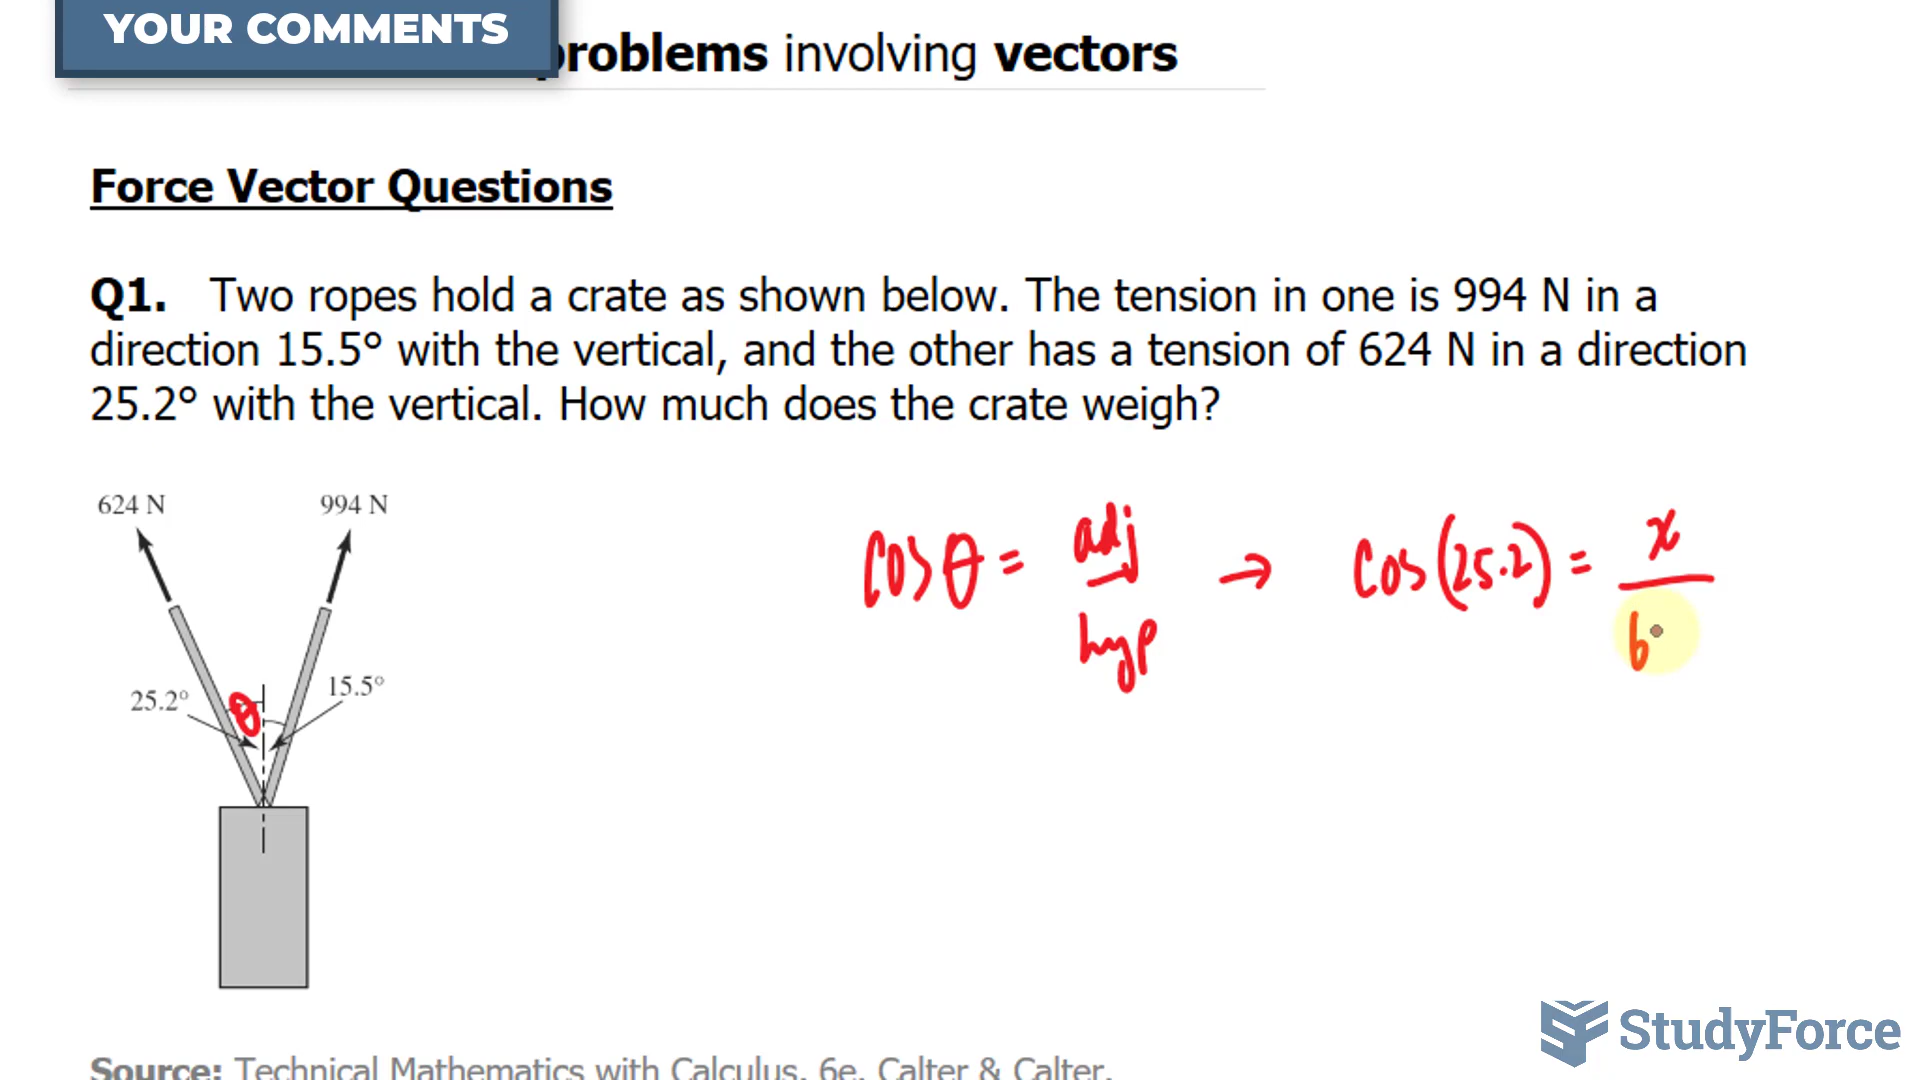 YOUR COMMENTS
problems involving vectors
Force Vector Questions
Q1. Two ropes hold a crate as shown below. The tension in one is 994 N in a
direction 15.5° with the vertical, and the other has a tension of 624 N in a direction
25.2° with the vertical. How much does the crate weigh?
624 N
994 N
25.2°
θ
15.5°
cos θ = adj / hyp → cos(25.2) = x / 6
StudyForce
Source: Technical Mathematics with Calculus, 6e, Calter & Calter.